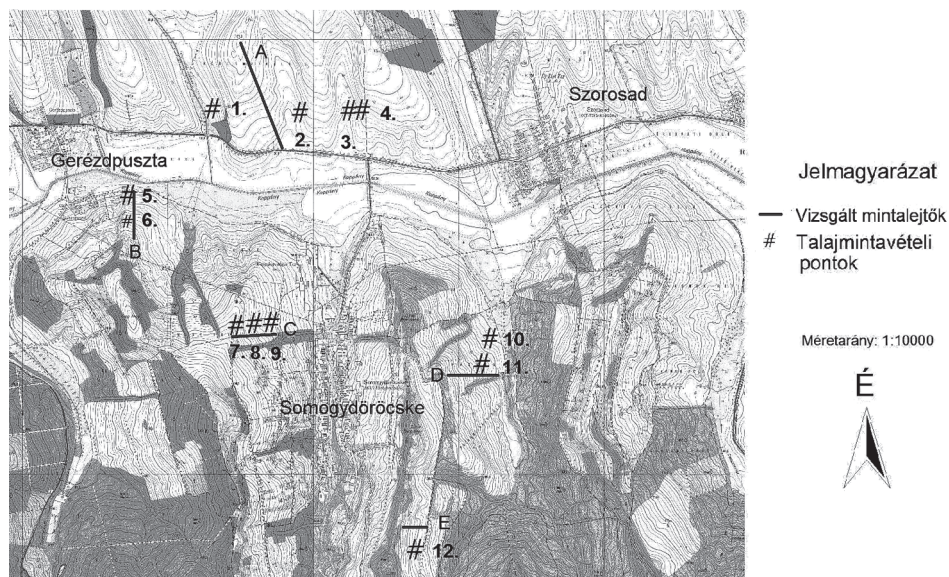 A
Szorosad
# 1.
#
2.
## 4.
3.
Gerézdpuszta
# 5.
# 6.
B
### C
7. 8. 9.
# 10.
# 11.
D
Somogydöröcske
E
# 12.
Jelmagyarázat
Vizsgált mintalejtők
# Talajmintavételi
pontok
Méretarány: 1:10000
É